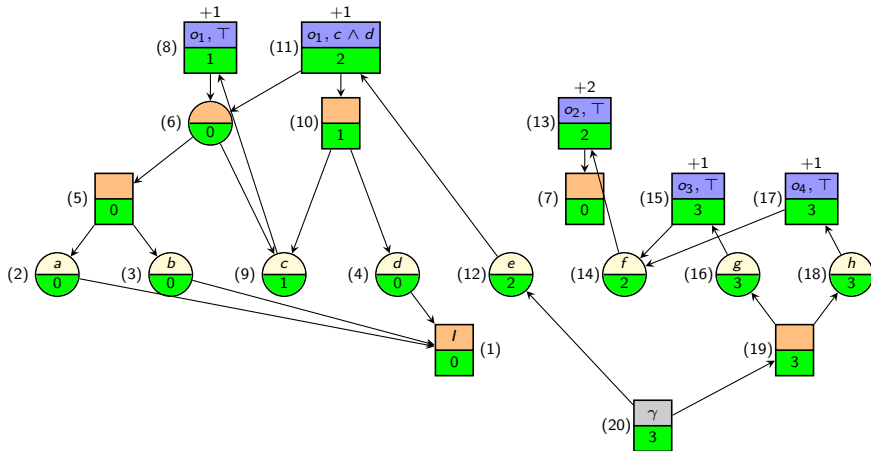 +1 +1
(8) o₁, ⊤ (11) o₁, c ∧ d
1 2
+2
(13) o₂, ⊤
2
(6) 0 (10) 1
+1 +1
(5) 0 (7) 0 (15) o₃, ⊤ (17) o₄, ⊤
3 3
(2) a (3) b (9) c (4) d (12) e (14) f (16) g (18) h
0 0 1 0 2 2 3 3
I (1) (19)
0 3
(20) γ
3